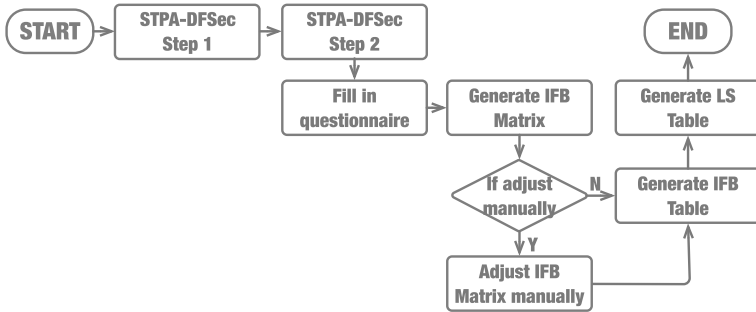 START
STPA-DFSec
Step 1
STPA-DFSec
Step 2
Fill in
questionnaire
Generate IFB
Matrix
If adjust
manually
N
Y
Adjust IFB
Matrix manually
Generate IFB
Table
Generate LS
Table
END